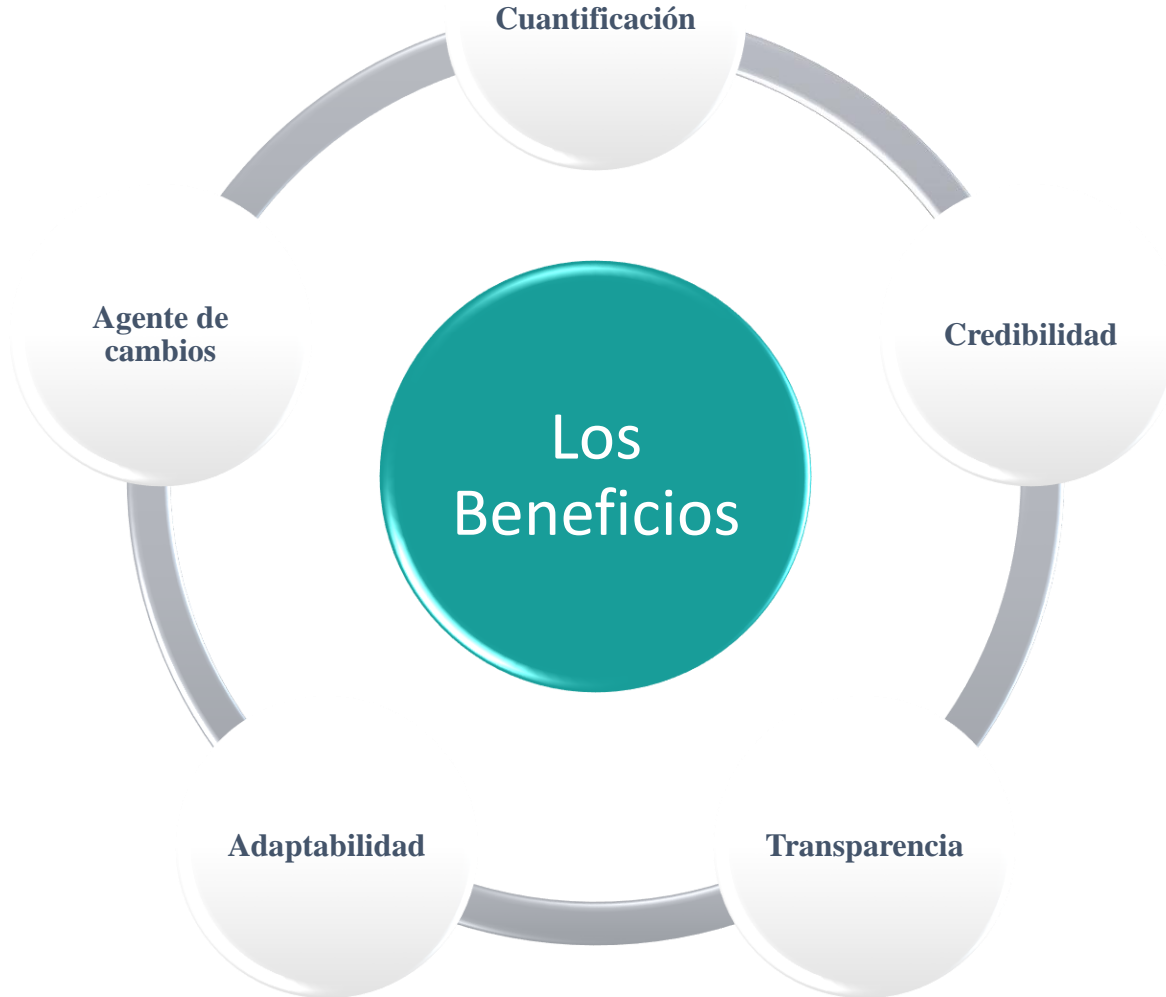 Cuantificación
Agente de
cambios
Credibilidad
Los
Beneficios
Adaptabilidad
Transparencia